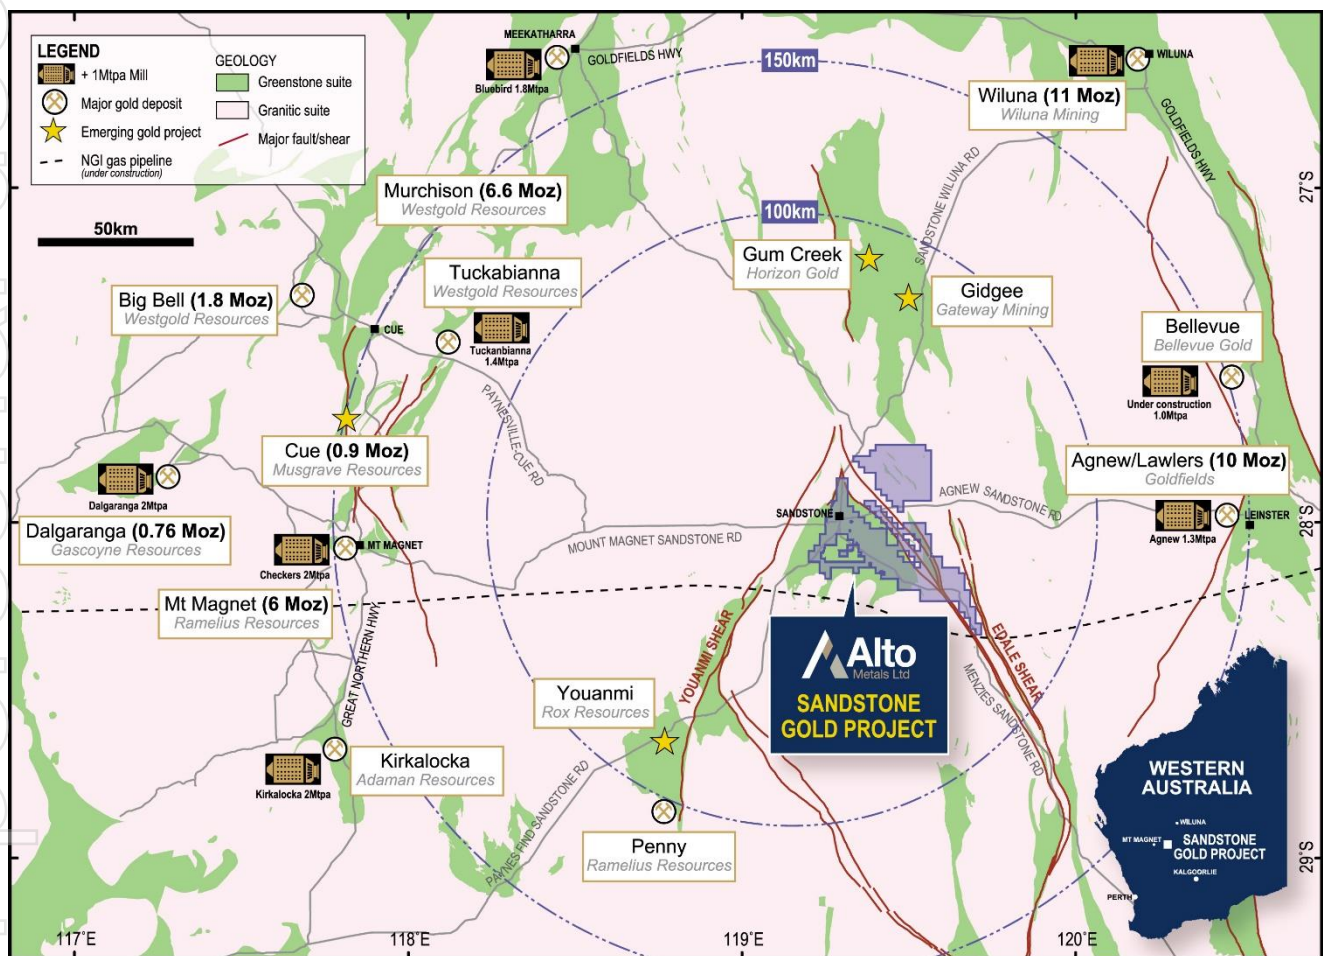 LEGEND
+ 1Mtpa Mill
Major gold deposit
Emerging gold project
NGI gas pipeline
(under construction)
GEOLOGY
Greenstone suite
Granitic suite
Major fault/shear
50km
MEEKATHARRA
Bluebird 1.8Mtpa
GOLDFIELDS HWY
150km
WILUNA
Wiluna (11 Moz)
Wiluna Mining
GOLDFIELDS HWY
27°S
Murchison (6.6 Moz)
Westgold Resources
100km
SANDSTONE WILUNA RD
Gum Creek
Horizon Gold
Gidgee
Gateway Mining
Tuckabianna
Westgold Resources
Big Bell (1.8 Moz)
Westgold Resources
CUE
Tuckanbianna
1.4Mtpa
Bellevue
Bellevue Gold
Under construction
1.0Mtpa
PAYNESVILLE-CUE RD
Cue (0.9 Moz)
Musgrave Resources
Agnew/Lawlers (10 Moz)
Goldfields
Dalgaranga 2Mtpa
Dalgaranga (0.76 Moz)
Gascoyne Resources
SANDSTONE
AGNEW SANDSTONE RD
Agnew 1.3Mtpa
LEINSTER
28°S
MOUNT MAGNET SANDSTONE RD
MT MAGNET
Checkers 2Mtpa
Mt Magnet (6 Moz)
Ramelius Resources
GREAT NORTHERN HWY
YOUANMI SHEAR
EDALE SHEAR
MENZIES SANDSTONE RD
Alto
Metals Ltd
SANDSTONE
GOLD PROJECT
Youanmi
Rox Resources
Kirkalocka
Adaman Resources
Kirkalocka 2Mtpa
PAYNES FIND SANDSTONE RD
Penny
Ramelius Resources
WESTERN
AUSTRALIA
WILUNA
MT MAGNET
SANDSTONE
GOLD PROJECT
KALGOORLIE
PERTH
29°S
117°E
118°E
119°E
120°E